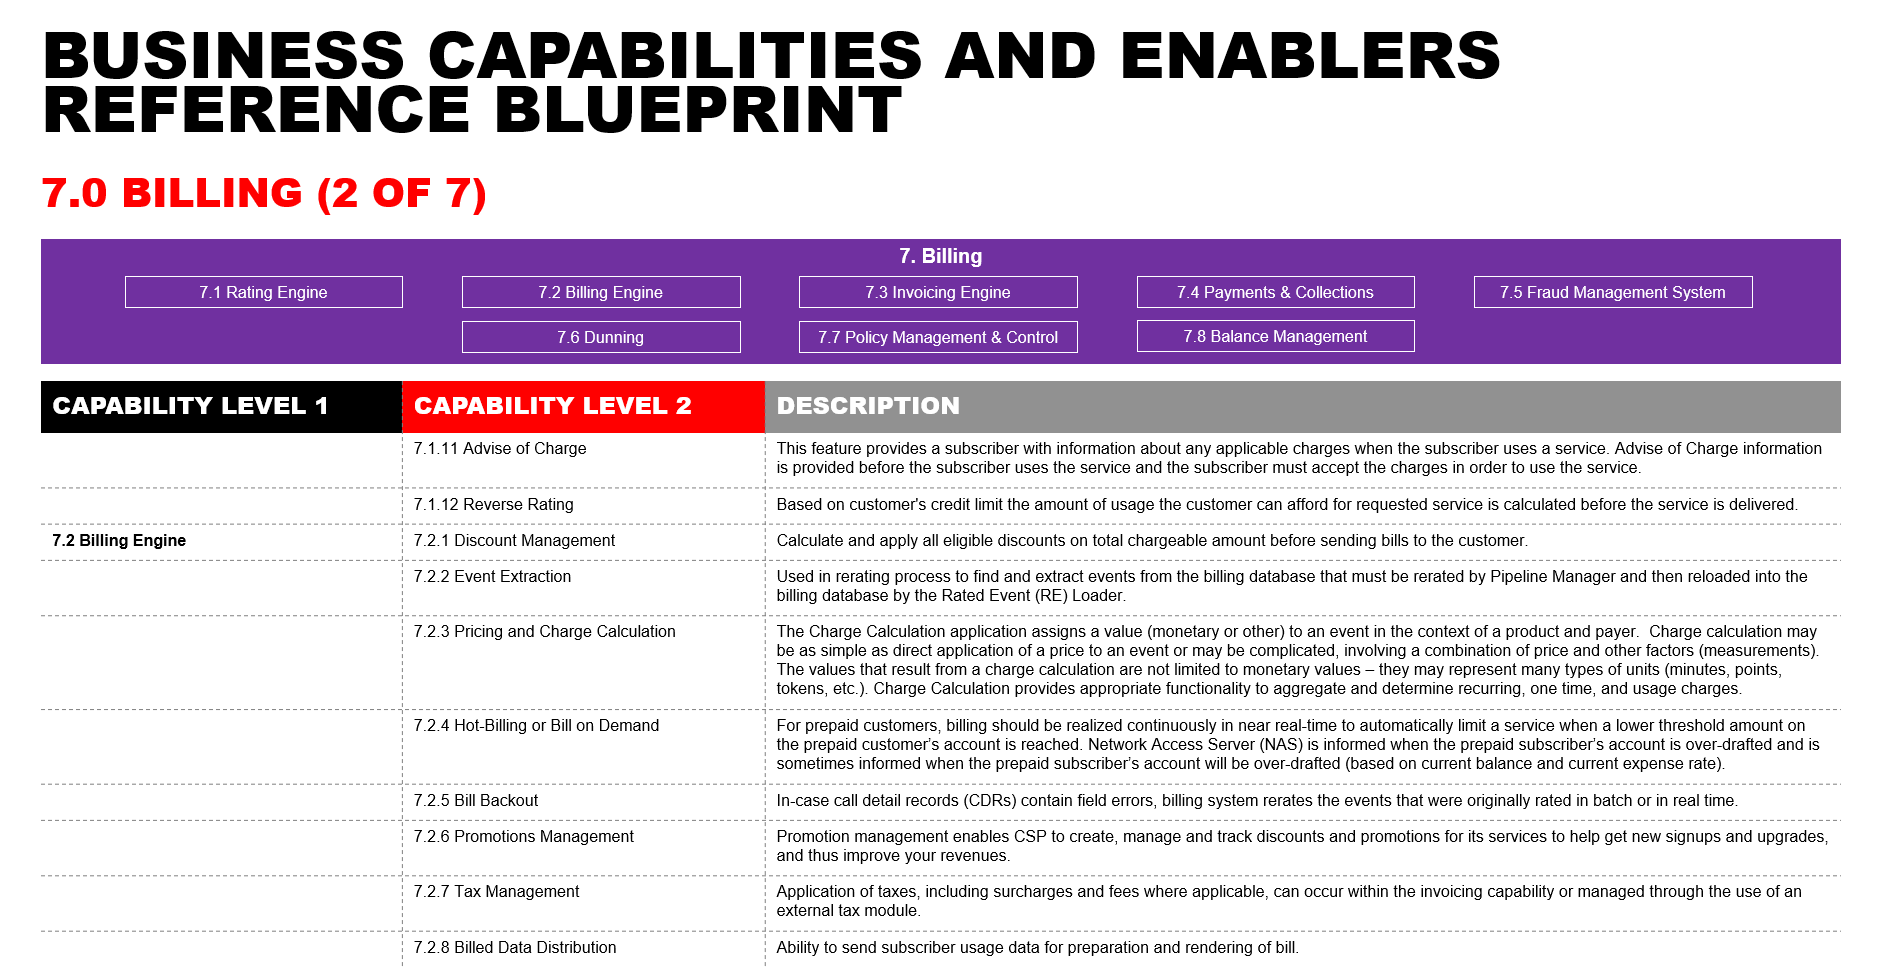 BUSINESS CAPABILITIES AND ENABLERS
REFERENCE BLUEPRINT
7.0 BILLING (2 OF 7)
7. Billing
7.1 Rating Engine
7.2 Billing Engine
7.3 Invoicing Engine
7.4 Payments & Collections
7.5 Fraud Management System
7.6 Dunning
7.7 Policy Management & Control
7.8 Balance Management
CAPABILITY LEVEL 1
CAPABILITY LEVEL 2
DESCRIPTION
7.1.11 Advise of Charge
This feature provides a subscriber with information about any applicable charges when the subscriber uses a service. Advise of Charge information
is provided before the subscriber uses the service and the subscriber must accept the charges in order to use the service.
7.1.12 Reverse Rating
Based on customer's credit limit the amount of usage the customer can afford for requested service is calculated before the service is delivered.
7.2 Billing Engine
7.2.1 Discount Management
Calculate and apply all eligible discounts on total chargeable amount before sending bills to the customer.
7.2.2 Event Extraction
Used in rerating process to find and extract events from the billing database that must be rerated by Pipeline Manager and then reloaded into the
billing database by the Rated Event (RE) Loader.
7.2.3 Pricing and Charge Calculation
The Charge Calculation application assigns a value (monetary or other) to an event in the context of a product and payer.  Charge calculation may
be as simple as direct application of a price to an event or may be complicated, involving a combination of price and other factors (measurements).
The values that result from a charge calculation are not limited to monetary values – they may represent many types of units (minutes, points,
tokens, etc.). Charge Calculation provides appropriate functionality to aggregate and determine recurring, one time, and usage charges.
7.2.4 Hot-Billing or Bill on Demand
For prepaid customers, billing should be realized continuously in near real-time to automatically limit a service when a lower threshold amount on
the prepaid customer’s account is reached. Network Access Server (NAS) is informed when the prepaid subscriber’s account is over-drafted and is
sometimes informed when the prepaid subscriber’s account will be over-drafted (based on current balance and current expense rate).
7.2.5 Bill Backout
In-case call detail records (CDRs) contain field errors, billing system rerates the events that were originally rated in batch or in real time.
7.2.6 Promotions Management
Promotion management enables CSP to create, manage and track discounts and promotions for its services to help get new signups and upgrades,
and thus improve your revenues.
7.2.7 Tax Management
Application of taxes, including surcharges and fees where applicable, can occur within the invoicing capability or managed through the use of an
external tax module.
7.2.8 Billed Data Distribution
Ability to send subscriber usage data for preparation and rendering of bill.